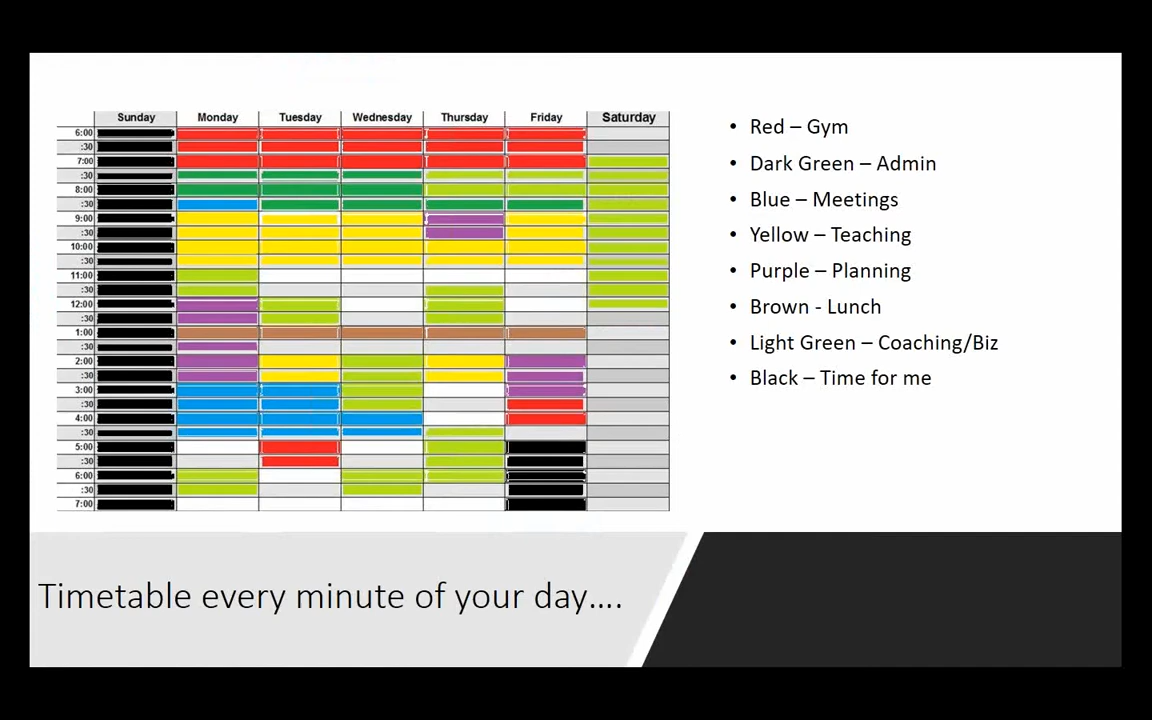 Sunday Monday Tuesday Wednesday Thursday Friday Saturday
6:00
:30
7:00
:30
8:00
:30
9:00
:30
10:00
:30
11:00
:30
12:00
:30
1:00
:30
2:00
:30
3:00
:30
4:00
:30
5:00
:30
6:00
:30
7:00
• Red – Gym
• Dark Green – Admin
• Blue – Meetings
• Yellow – Teaching
• Purple – Planning
• Brown - Lunch
• Light Green – Coaching/Biz
• Black – Time for me
Timetable every minute of your day....